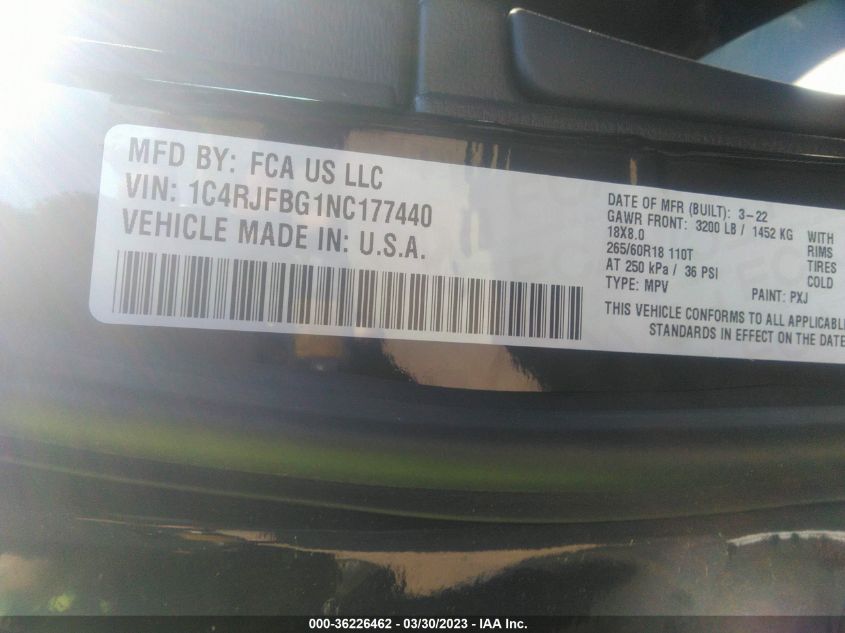 MFD BY: FCA US LLC
VIN: 1C4RJFBG1NC177440
VEHICLE MADE IN: U.S.A.
DATE OF MFR (BUILT): 3-22
GAWR FRONT: 3200 LB / 1452 KG WITH
18X8.0 RIMS
265/60R18 110T TIRES
AT 250 kPa / 36 PSI COLD
TYPE: MPV PAINT: PXJ
THIS VEHICLE CONFORMS TO ALL APPLICABLE
STANDARDS IN EFFECT ON THE DATE
000-36226462 - 03/30/2023 - IAA Inc.